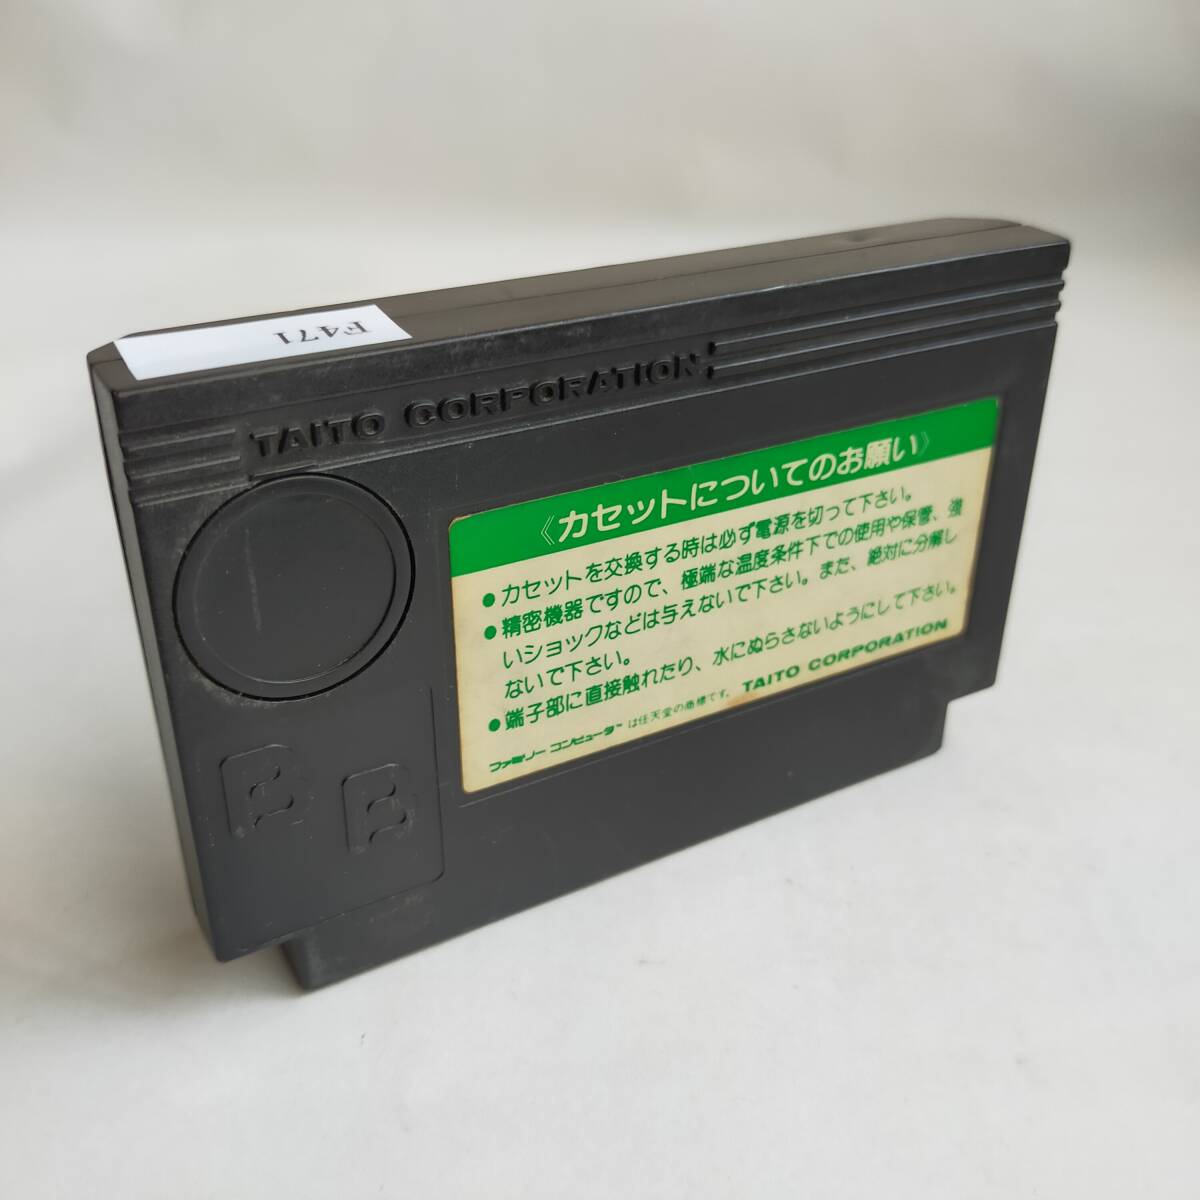 F471
TAITO CORPORATION
《カセットについてのお願い》
●カセットを交換する時は必ず電源を切って下さい。
●精密機器ですので、極端な温度条件下での使用や保管、強
いショックなどは与えないで下さい。また、絶対に分解し
ないで下さい。
●端子部に直接触れたり、水にぬらさないようにして下さい。
ファミリーコンピュータ™は任天堂の商標です。 TAITO CORPORATION